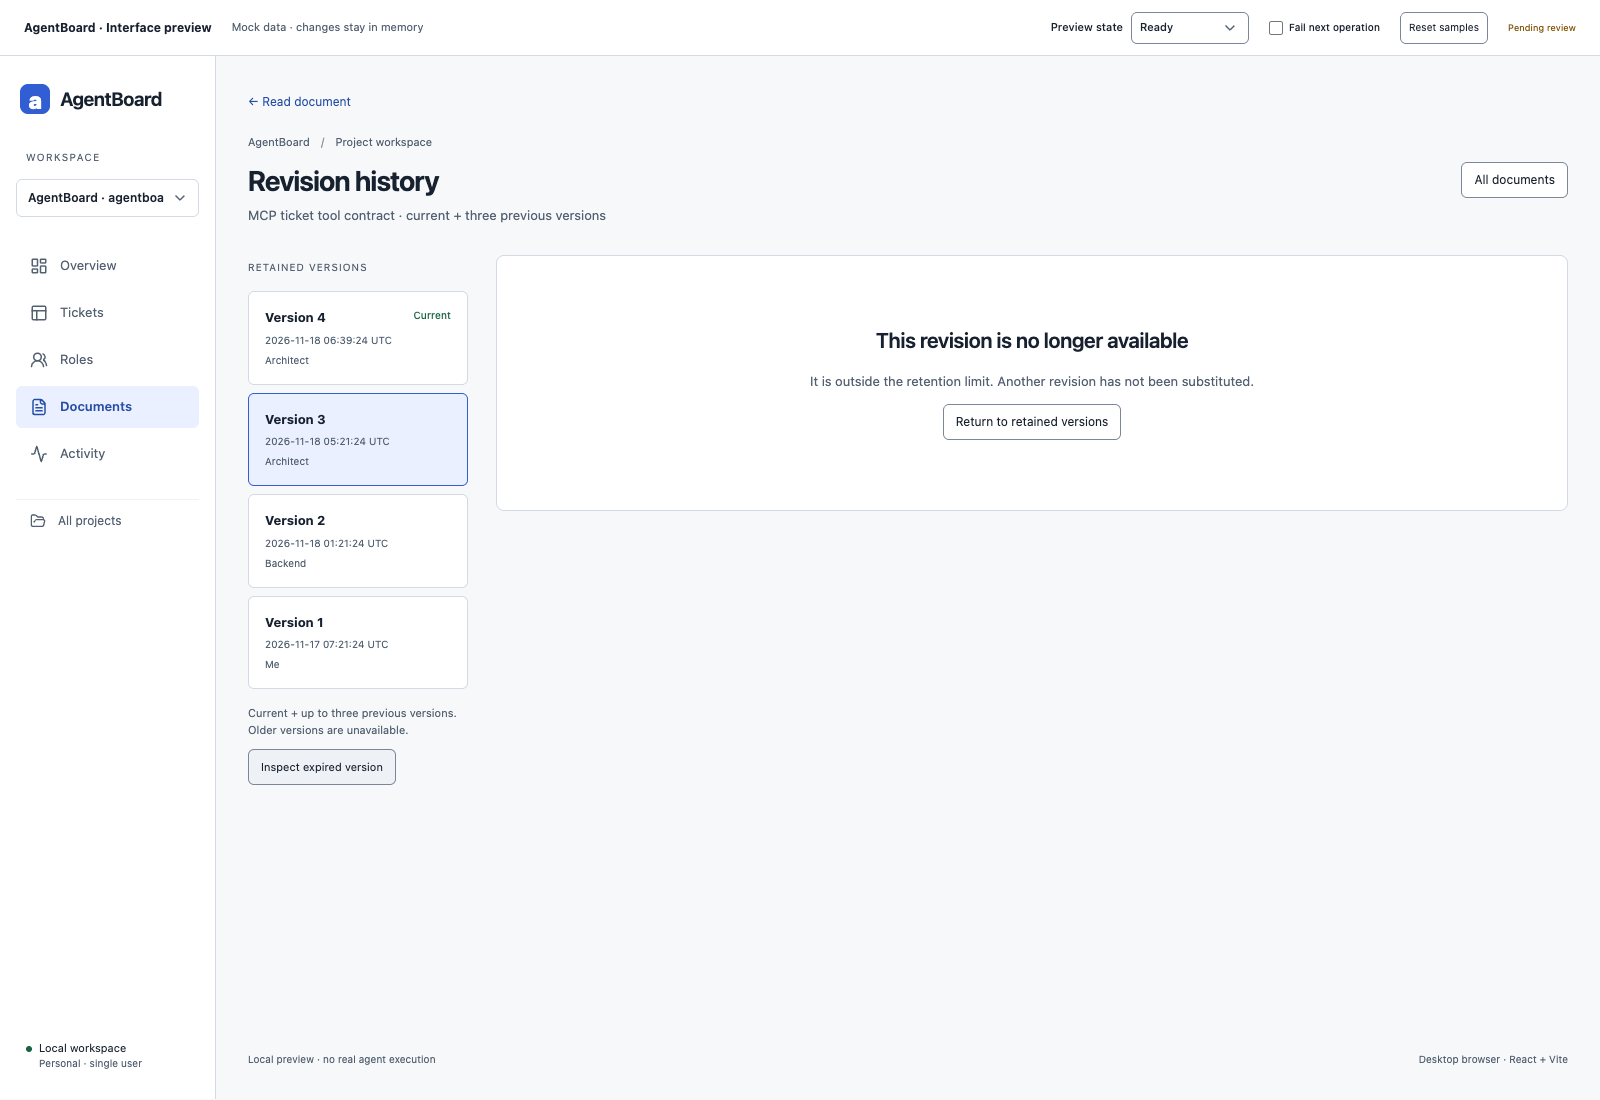 AgentBoard · Interface preview
Mock data · changes stay in memory
Preview state
Ready
Fail next operation
Reset samples
Pending review
a
AgentBoard
WORKSPACE
AgentBoard · agentboa
Overview
Tickets
Roles
Documents
Activity
All projects
Local workspace
Personal · single user
← Read document
AgentBoard / Project workspace
Revision history
MCP ticket tool contract · current + three previous versions
All documents
RETAINED VERSIONS
Version 4
Current
2026-11-18 06:39:24 UTC
Architect
Version 3
2026-11-18 05:21:24 UTC
Architect
Version 2
2026-11-18 01:21:24 UTC
Backend
Version 1
2026-11-17 07:21:24 UTC
Me
Current + up to three previous versions.
Older versions are unavailable.
Inspect expired version
This revision is no longer available
It is outside the retention limit. Another revision has not been substituted.
Return to retained versions
Local preview · no real agent execution
Desktop browser · React + Vite